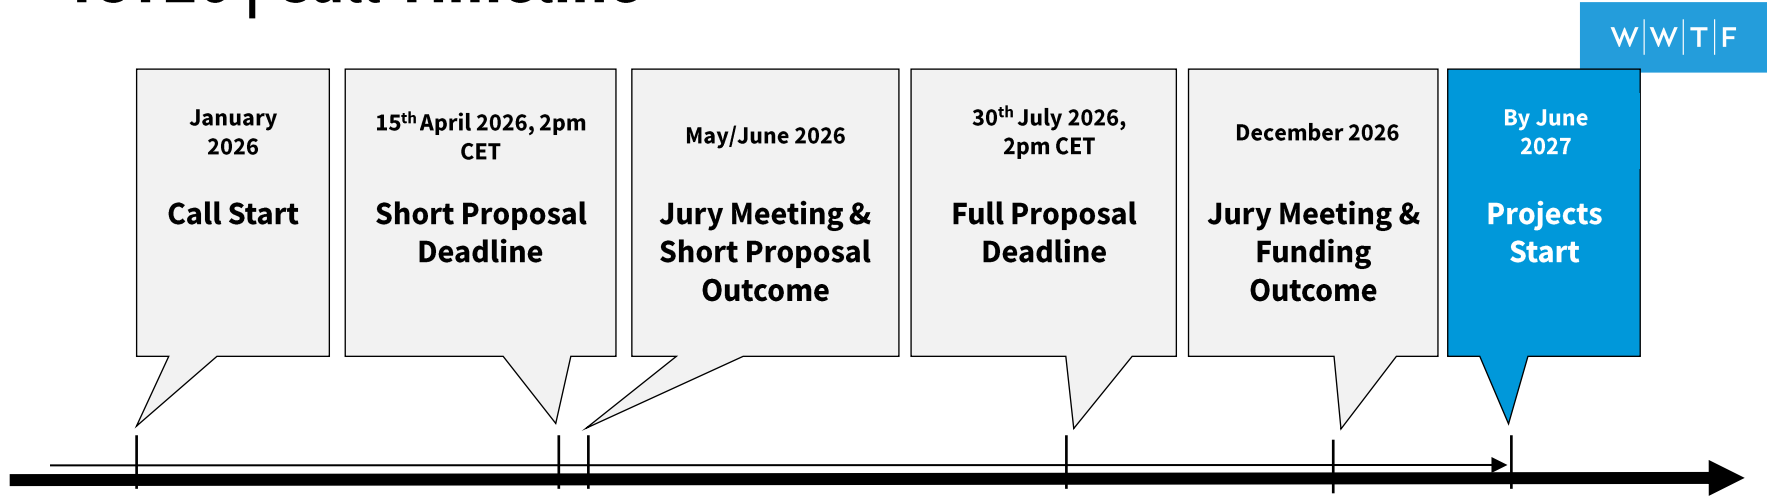 | Call Timeline
W|W|T|F
January
2026
Call Start
15th April 2026, 2pm
CET
Short Proposal
Deadline
May/June 2026
Jury Meeting &
Short Proposal
Outcome
30th July 2026,
2pm CET
Full Proposal
Deadline
December 2026
Jury Meeting &
Funding
Outcome
By June
2027
Projects
Start